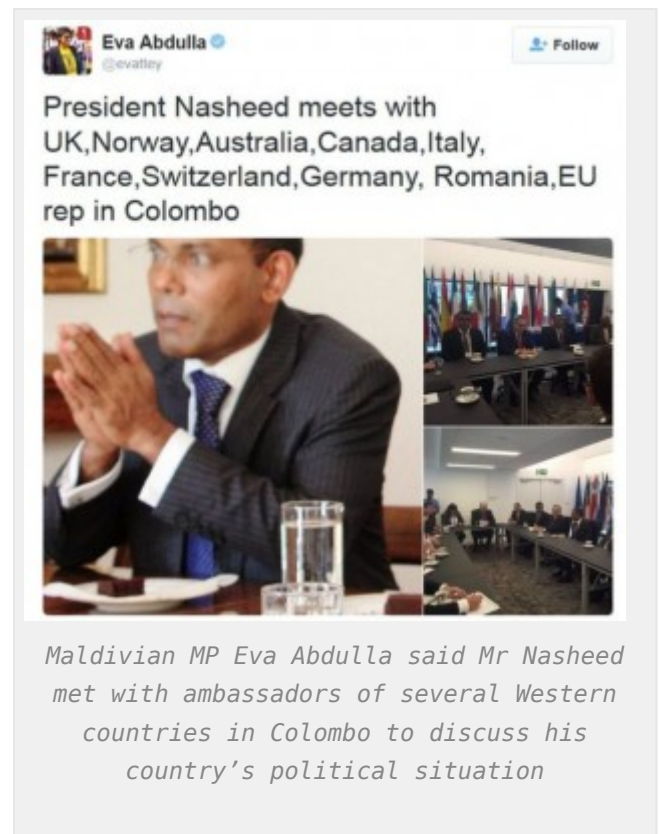 Eva Abdulla
@evattey
Follow
President Nasheed meets with
UK,Norway,Australia,Canada,Italy,
France,Switzerland,Germany, Romania,EU
rep in Colombo
Maldivian MP Eva Abdulla said Mr Nasheed
met with ambassadors of several Western
countries in Colombo to discuss his
country’s political situation